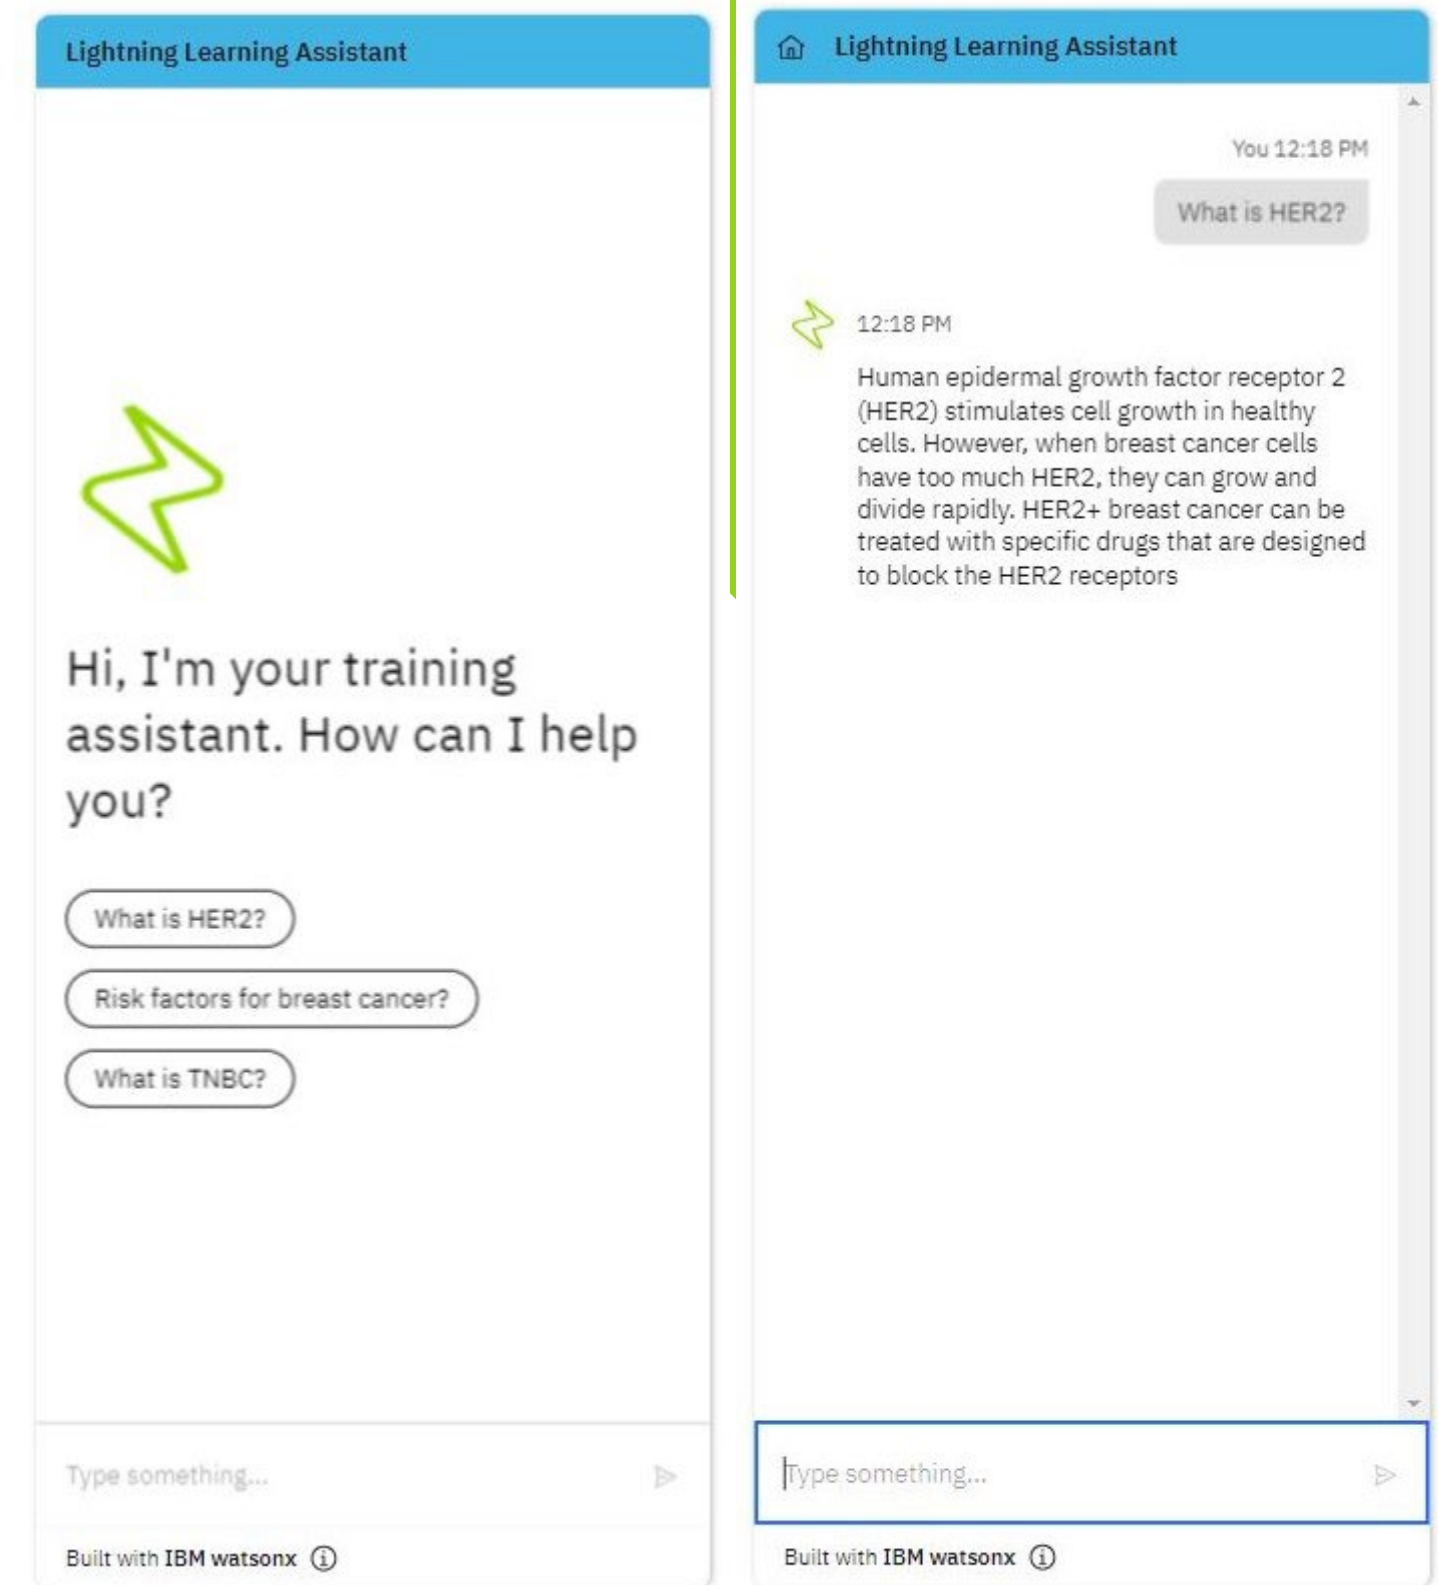 Lightning Learning Assistant
Hi, I'm your training
assistant. How can I help
you?
What is HER2?
Risk factors for breast cancer?
What is TNBC?
Type something...
Built with IBM watsonx
Lightning Learning Assistant
You 12:18 PM
What is HER2?
12:18 PM
Human epidermal growth factor receptor 2
(HER2) stimulates cell growth in healthy
cells. However, when breast cancer cells
have too much HER2, they can grow and
divide rapidly. HER2+ breast cancer can be
treated with specific drugs that are designed
to block the HER2 receptors
Type something...
Built with IBM watsonx